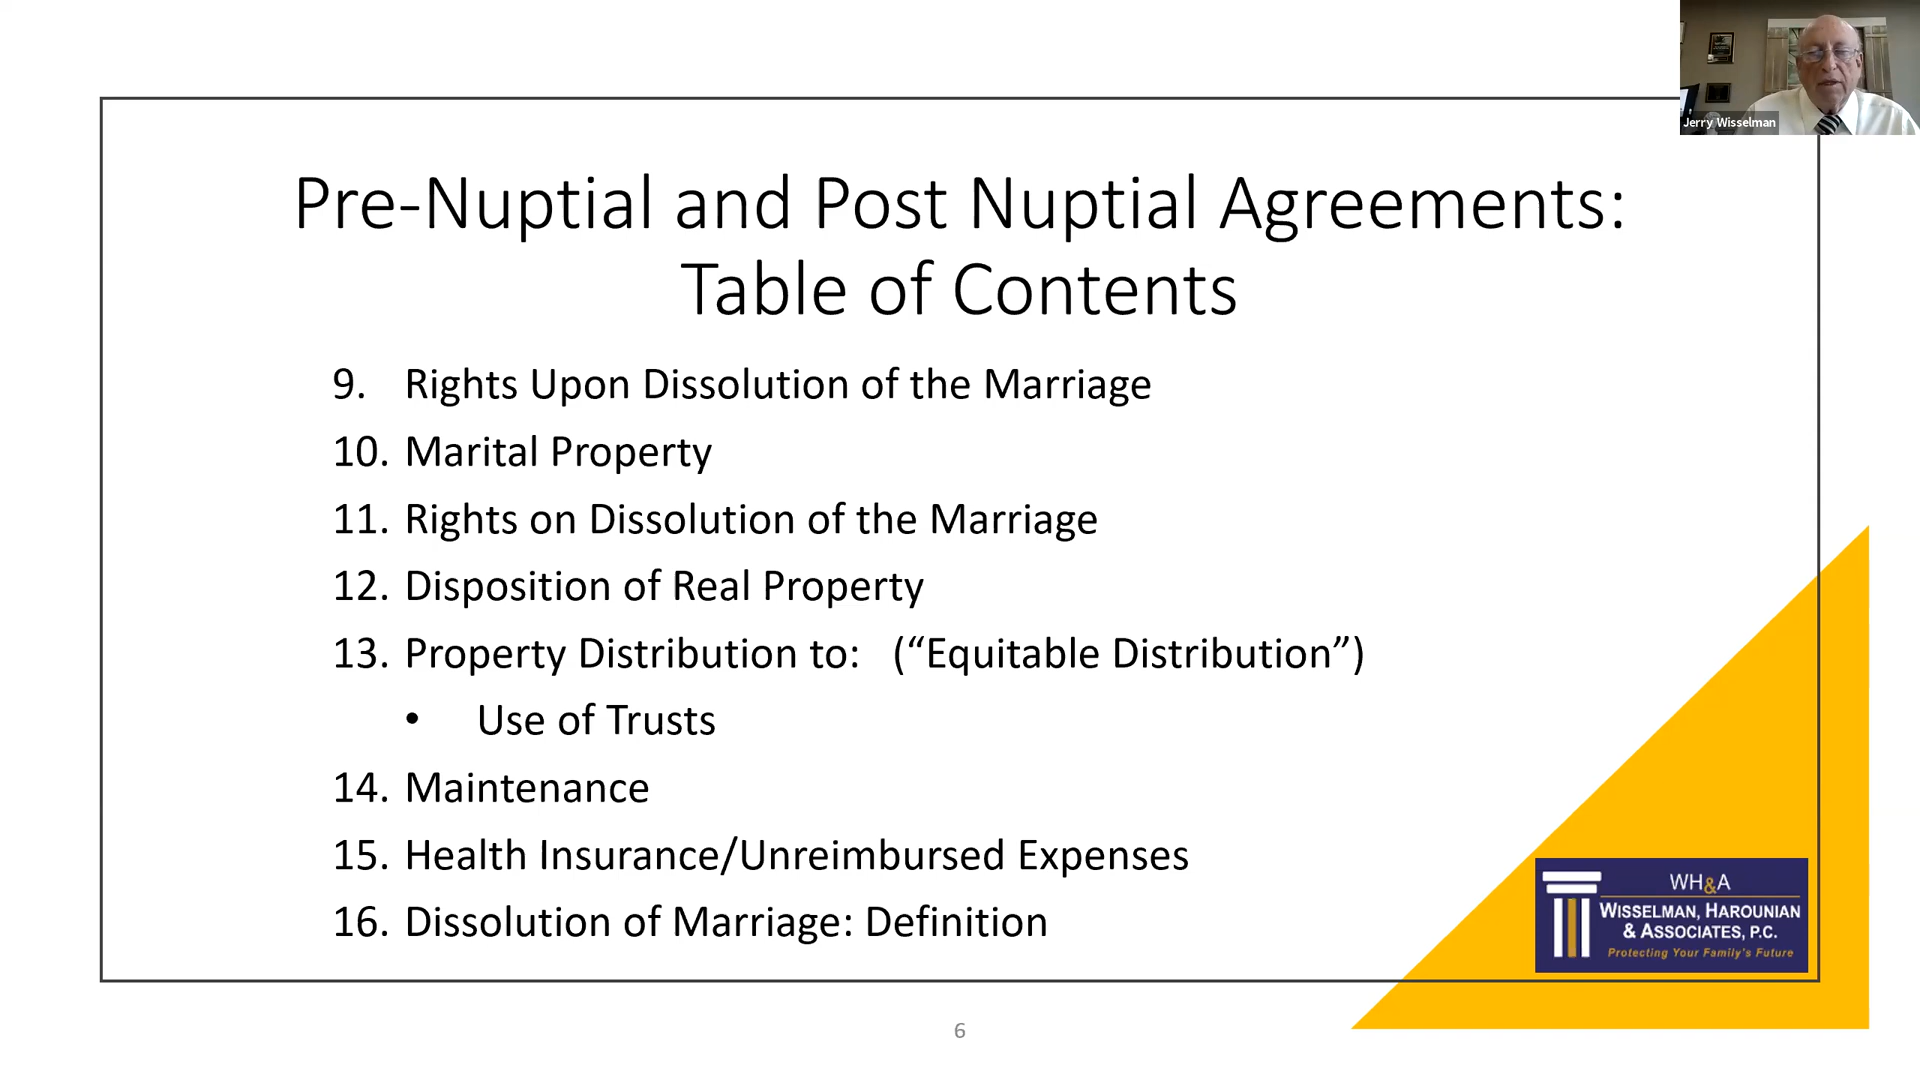 Jerry Wisselman
Pre-Nuptial and Post Nuptial Agreements:
Table of Contents
9. Rights Upon Dissolution of the Marriage
10. Marital Property
11. Rights on Dissolution of the Marriage
12. Disposition of Real Property
13. Property Distribution to: (“Equitable Distribution”)
• Use of Trusts
14. Maintenance
15. Health Insurance/Unreimbursed Expenses
16. Dissolution of Marriage: Definition
WH&A
WISSELMAN, HAROUNIAN
& ASSOCIATES, P.C.
Protecting Your Family's Future
6